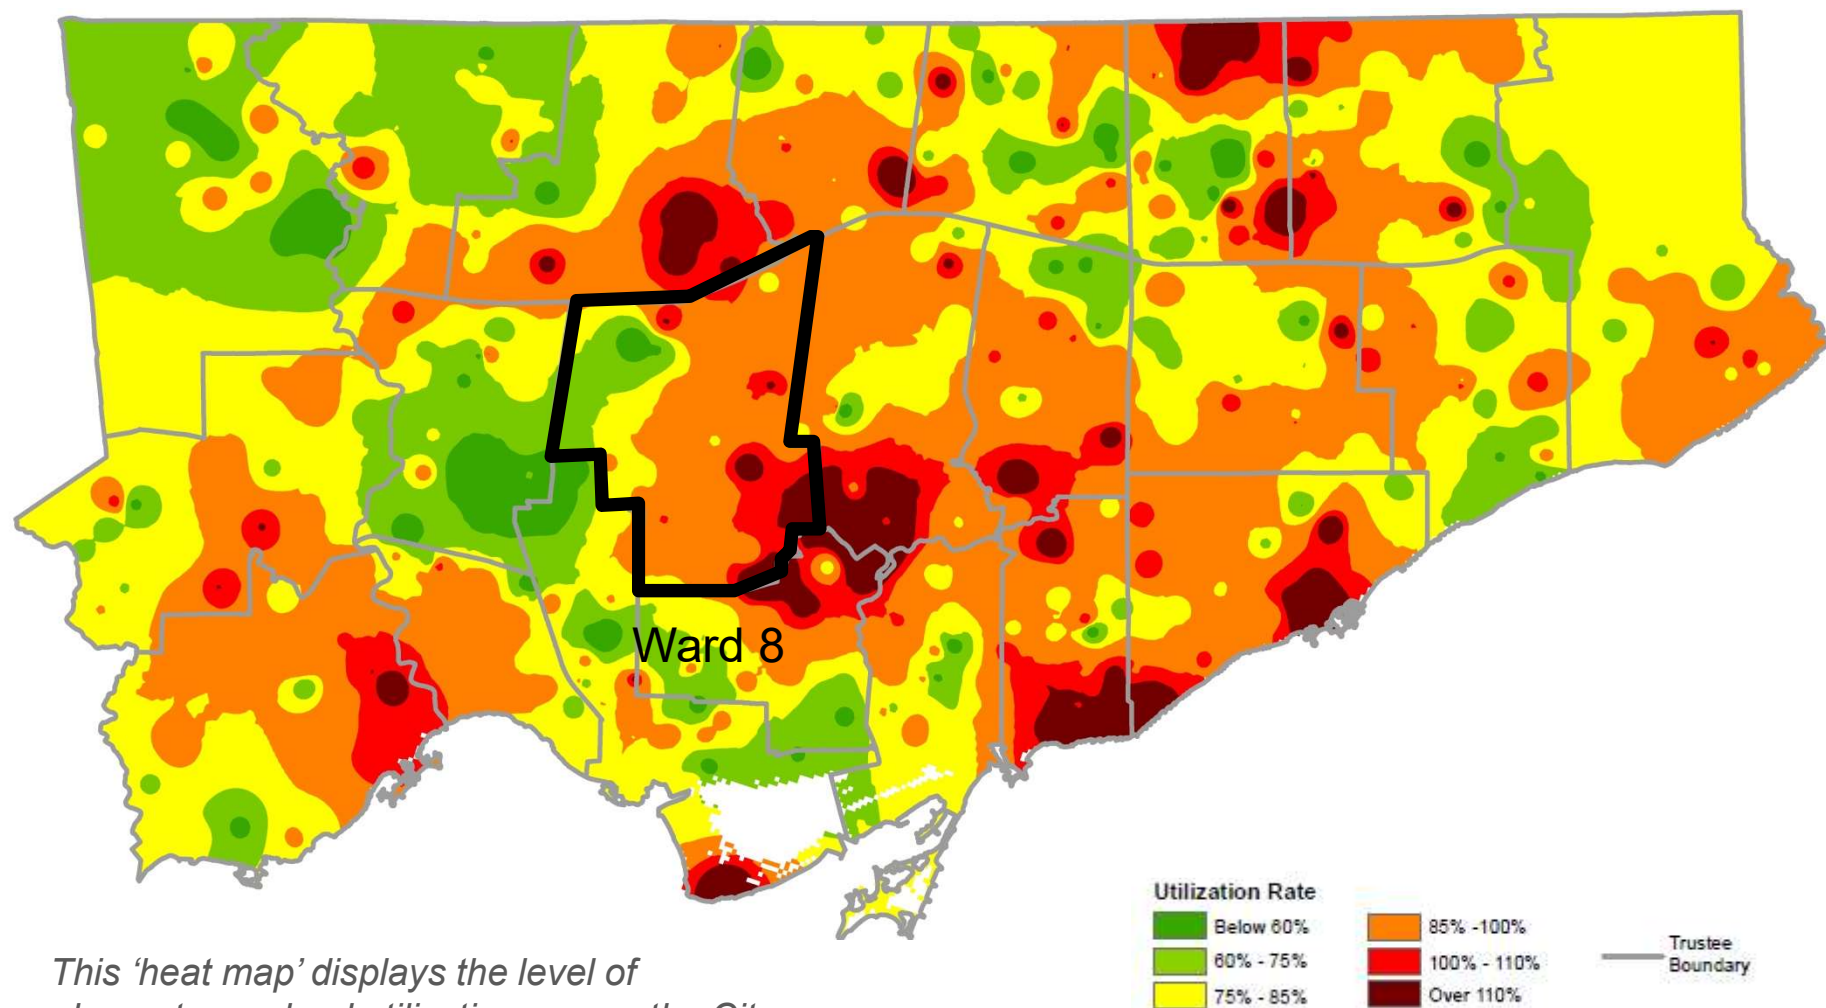 Ward 8
Utilization Rate
Below 60%
60% - 75%
75% - 85%
85% -100%
100% - 110%
Over 110%
Trustee
Boundary
This ‘heat map’ displays the level of